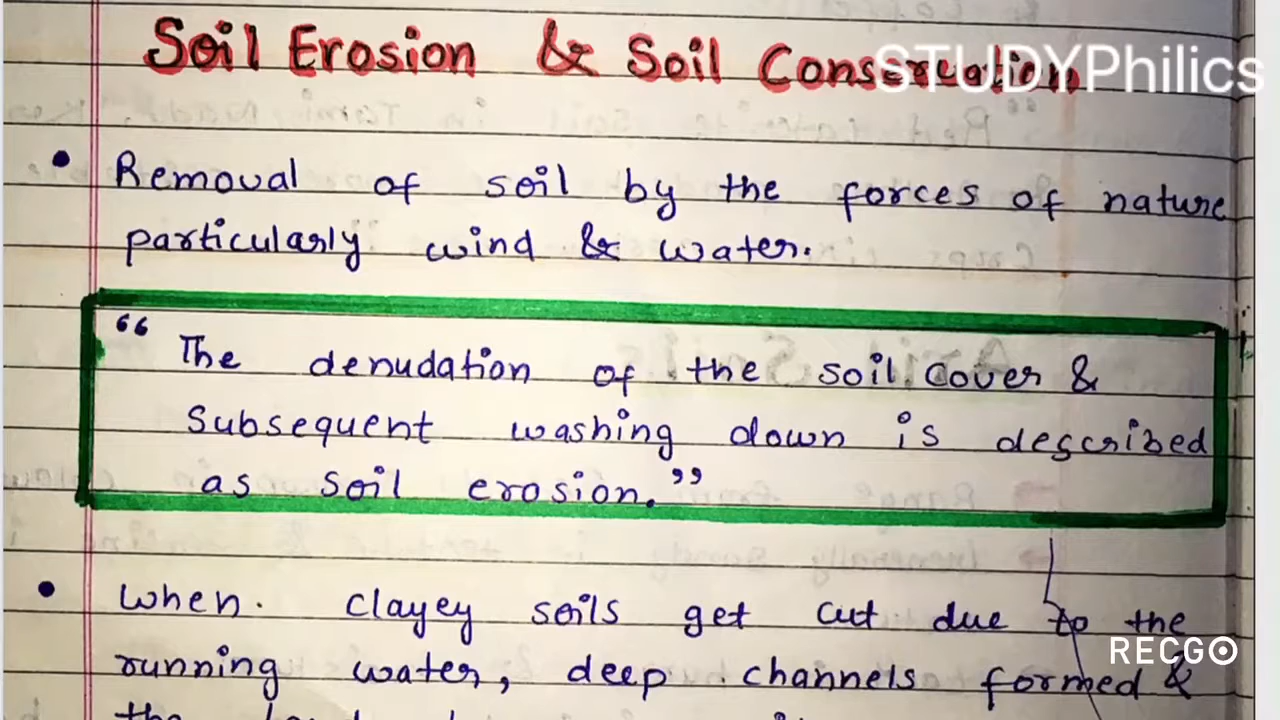 Soil Erosion & Soil Conservation
STUDYPhilics
• Removal of soil by the forces of nature
particularly wind & water.
“ The denudation of the soil cover &
Subsequent washing down is described
as soil erosion.”
• When. clayey soils get cut due to the
running water, deep channels formed &
RECGO